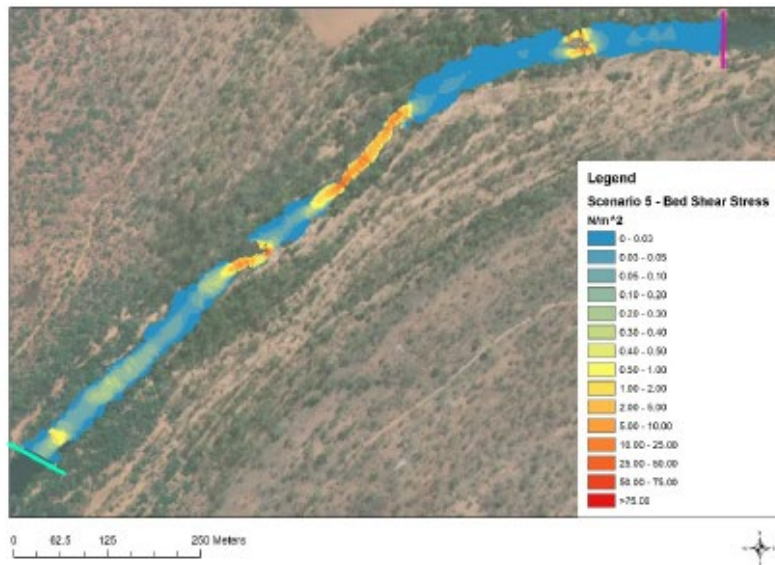 Legend
Scenario 5 - Bed Shear Stress
N/m^2
0 - 0.03
0.03 - 0.05
0.05 - 0.10
0.10 - 0.20
0.20 - 0.30
0.30 - 0.40
0.40 - 0.50
0.50 - 1.00
1.00 - 2.00
2.00 - 5.00
5.00 - 10.00
10.00 - 25.00
25.00 - 50.00
50.00 - 75.00
>75.00
0 62.5 125 250 Meters